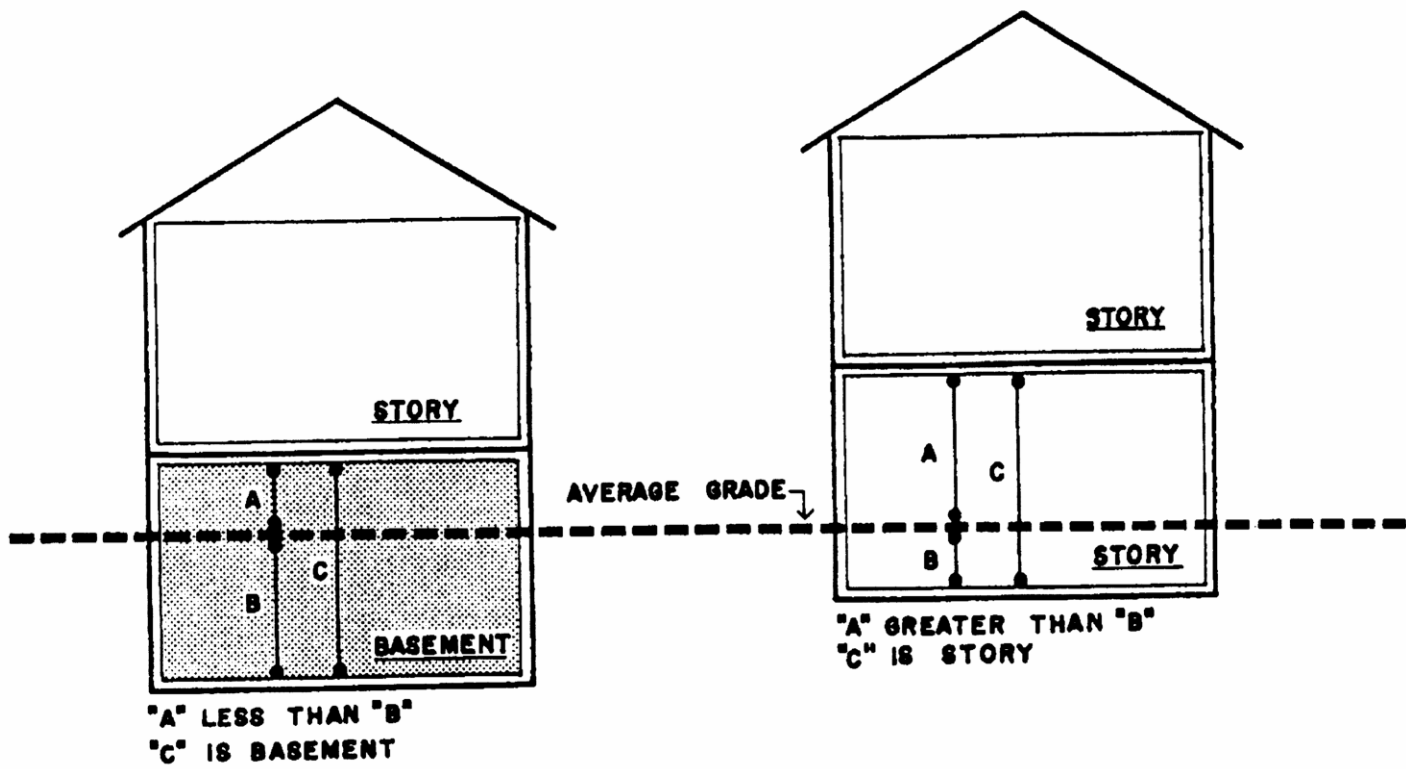 STORY
A
C
B
BASEMENT
"A" LESS THAN "B"
"C" IS BASEMENT
AVERAGE GRADE
STORY
A
C
B
STORY
"A" GREATER THAN "B"
"C" IS STORY